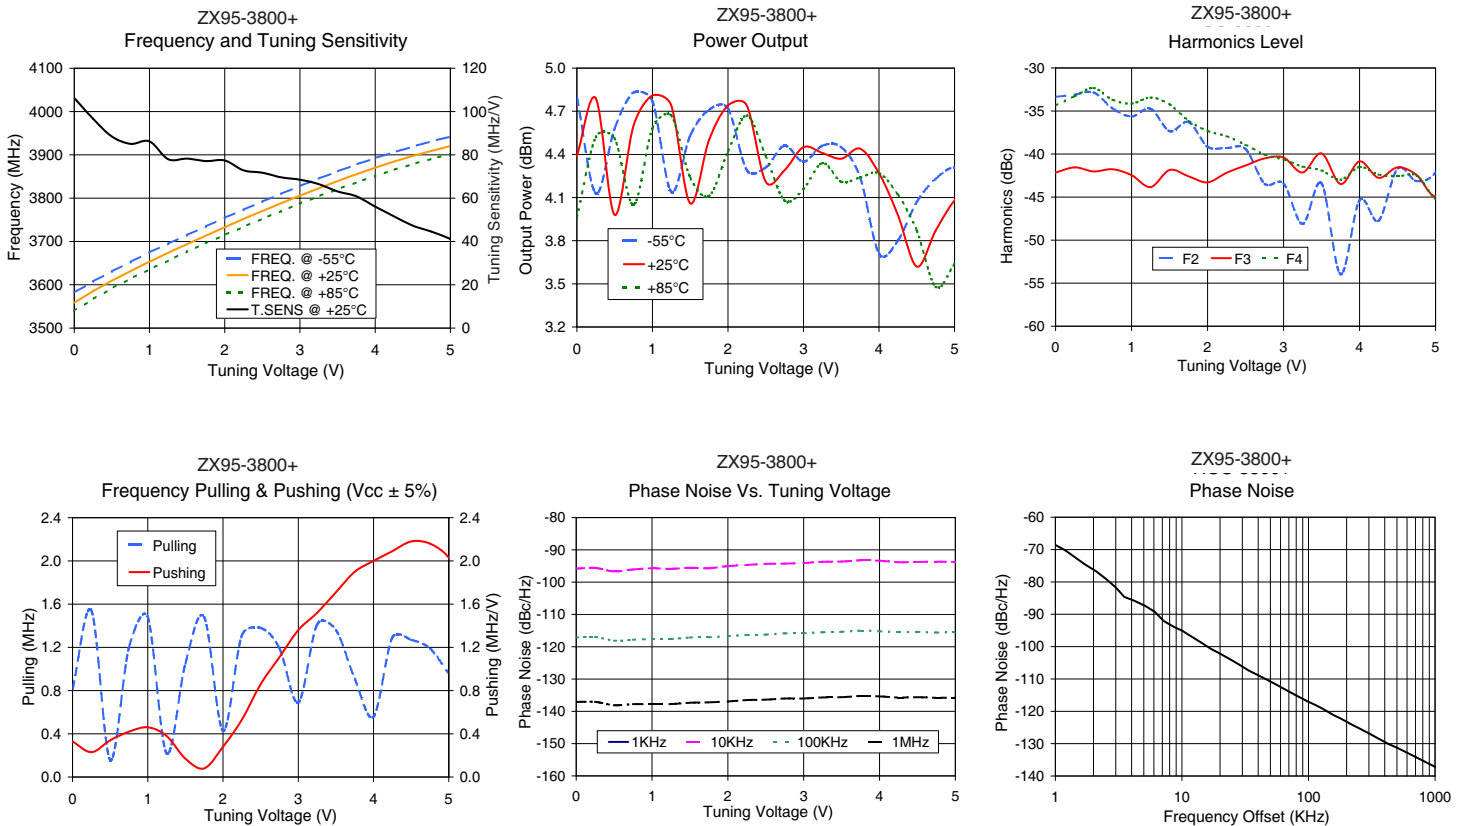 ZX95-3800+
Frequency and Tuning Sensitivity
4100
4000
3900
3800
3700
3600
3500
Frequency (MHz)
120
100
80
60
40
20
0
Tuning Sensitivity (MHz/V)
FREQ. @ -55°C
FREQ. @ +25°C
FREQ. @ +85°C
T.SENS @ +25°C
0 1 2 3 4 5
Tuning Voltage (V)
ZX95-3800+
Power Output
5.0
4.7
4.4
4.1
3.8
3.5
3.2
Output Power (dBm)
-55°C
+25°C
+85°C
0 1 2 3 4 5
Tuning Voltage (V)
ZX95-3800+
Harmonics Level
-30
-35
-40
-45
-50
-55
-60
Harmonics (dBc)
F2 F3 F4
0 1 2 3 4 5
Tuning Voltage (V)
ZX95-3800+
Frequency Pulling & Pushing (Vcc ± 5%)
2.4
2.0
1.6
1.2
0.8
0.4
0.0
Pulling (MHz)
Pulling
Pushing
2.4
2.0
1.6
1.2
0.8
0.4
0.0
Pushing (MHz/V)
0 1 2 3 4 5
Tuning Voltage (V)
ZX95-3800+
Phase Noise Vs. Tuning Voltage
-80
-90
-100
-110
-120
-130
-140
-150
-160
Phase Noise (dBc/Hz)
1KHz 10KHz 100KHz 1MHz
0 1 2 3 4 5
Tuning Voltage (V)
ZX95-3800+
Phase Noise
-60
-70
-80
-90
-100
-110
-120
-130
-140
Phase Noise (dBc/Hz)
1 10 100 1000
Frequency Offset (KHz)